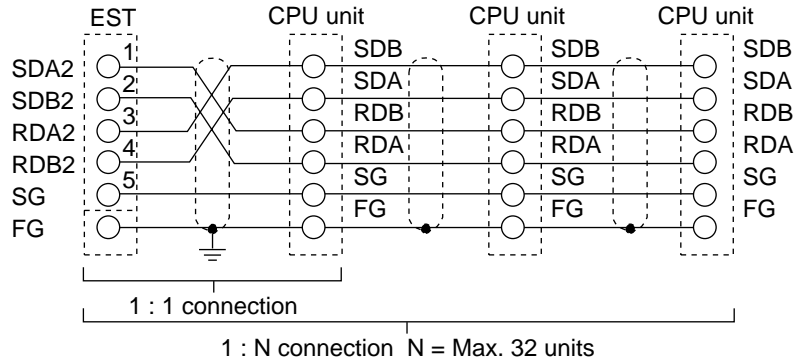 EST CPU unit CPU unit CPU unit
SDA2 1 SDB SDB SDB
SDB2 2 SDA SDA SDA
RDA2 3 RDB RDB RDB
RDB2 4 RDA RDA RDA
SG 5 SG SG SG
FG FG FG FG
1 : 1 connection
1 : N connection N = Max. 32 units